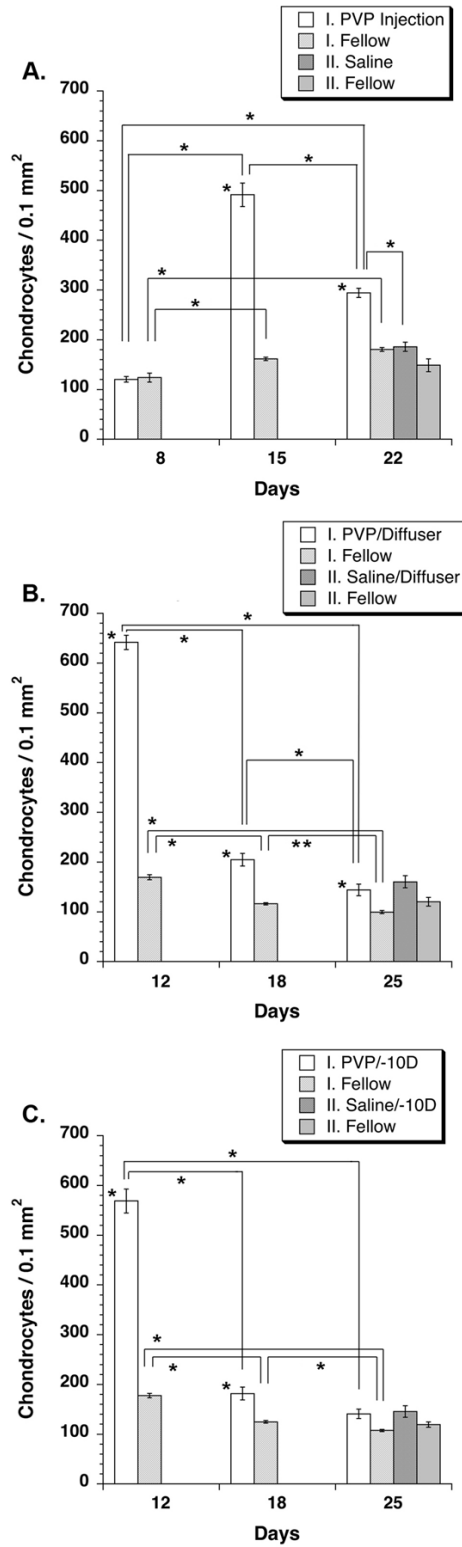 I. PVP Injection
I. Fellow
II. Saline
II. Fellow
A.
700
600
500
400
300
200
100
0
Chondrocytes / 0.1 mm²
*
*
*
*
*
*
*
*
8 15 22
Days
I. PVP/Diffuser
I. Fellow
II. Saline/Diffuser
II. Fellow
B.
700
600
500
400
300
200
100
0
Chondrocytes / 0.1 mm²
*
*
*
*
*
*
*
**
*
12 18 25
Days
I. PVP/-10D
I. Fellow
II. Saline/-10D
II. Fellow
C.
700
600
500
400
300
200
100
0
Chondrocytes / 0.1 mm²
*
*
*
*
*
*
*
12 18 25
Days